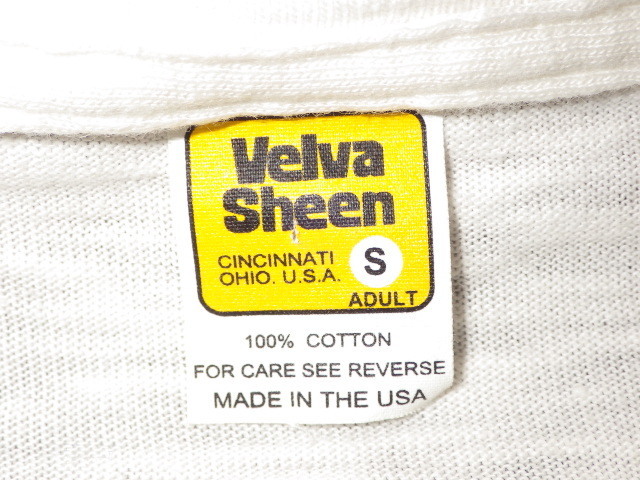 Velva
Sheen
CINCINNATI
OHIO. U.S.A.
S
ADULT
100% COTTON
FOR CARE SEE REVERSE
MADE IN THE USA